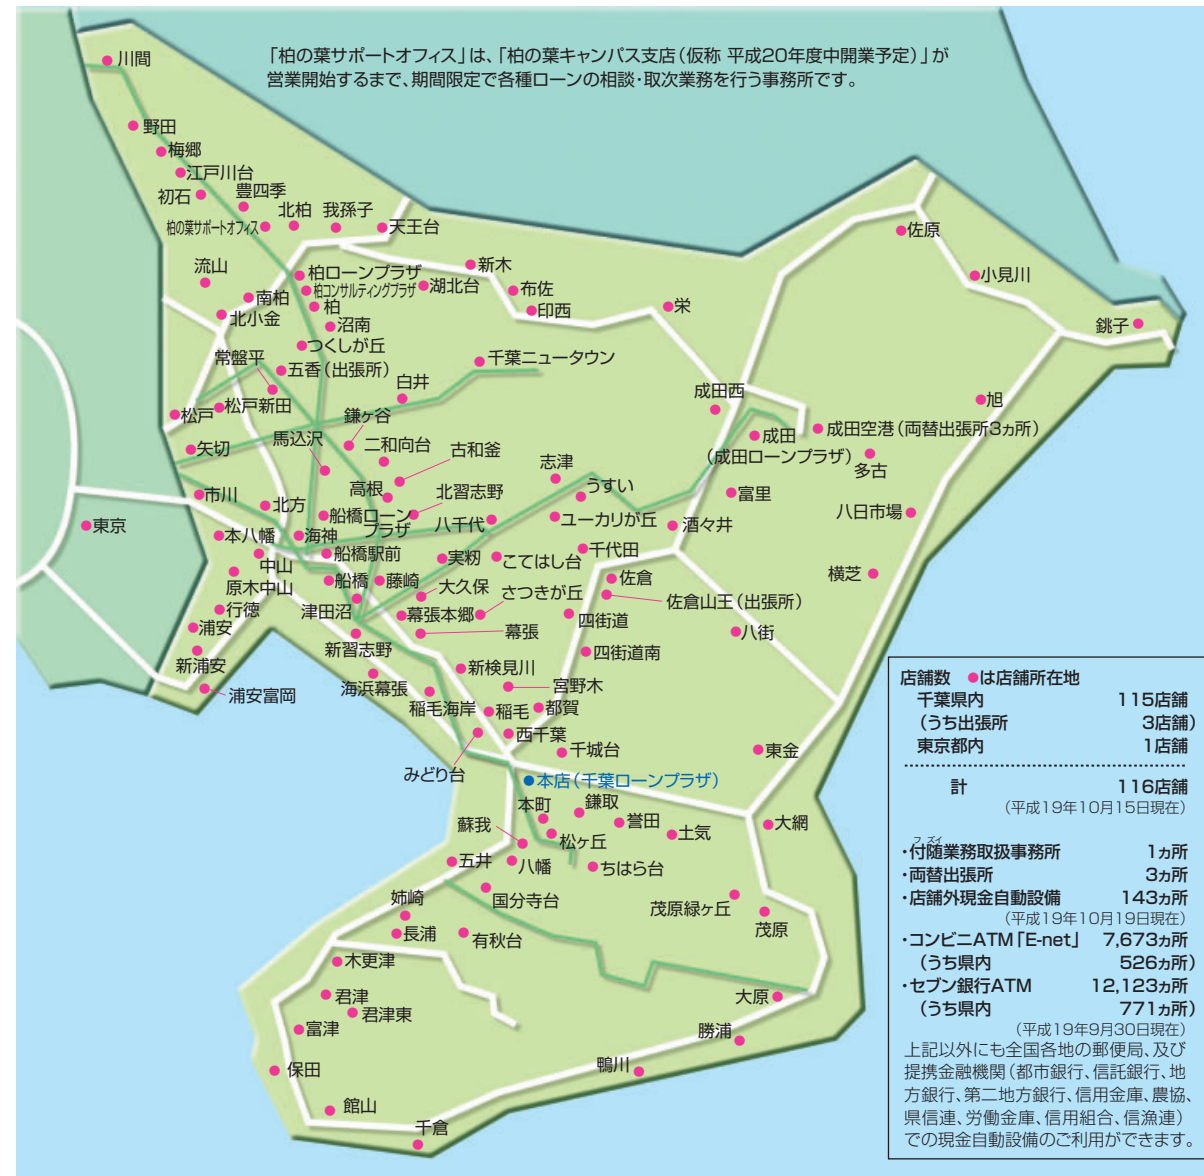 「柏の葉サポートオフィス」は、「柏の葉キャンパス支店(仮称 平成20年度中開業予定)」が
営業開始するまで、期間限定で各種ローンの相談・取次業務を行う事務所です。
川間
野田
梅郷
江戸川台
初石
豊四季
北柏
我孫子
天王台
柏の葉サポートオフィス
佐原
流山
新木
柏ローンプラザ
柏コンサルティングプラザ
湖北台
布佐
小見川
南柏
柏
印西
栄
北小金
沼南
銚子
つくしが丘
常盤平
五香(出張所)
千葉ニュータウン
白井
成田西
旭
松戸
松戸新田
鎌ヶ谷
成田
成田空港(両替出張所3ヵ所)
矢切
馬込沢
二和向台
古和釜
志津
(成田ローンプラザ)
多古
市川
北方
高根
北習志野
うすい
富里
東京
船橋ローン
プラザ
八千代
ユーカリが丘
酒々井
八日市場
本八幡
海神
中山
船橋駅前
実籾
こてはし台
千代田
原木中山
船橋
藤崎
大久保
さつきが丘
佐倉
横芝
行徳
津田沼
幕張本郷
佐倉山王(出張所)
浦安
幕張
四街道
八街
新浦安
新習志野
四街道南
浦安富岡
海浜幕張
新検見川
宮野木
稲毛海岸
稲毛
都賀
西千葉
みどり台
千城台
東金
本店(千葉ローンプラザ)
本町
鎌取
蘇我
松ヶ丘
誉田
土気
大網
五井
八幡
ちはら台
姉崎
国分寺台
茂原緑ヶ丘
茂原
長浦
有秋台
木更津
君津
君津東
大原
富津
勝浦
保田
鴨川
館山
千倉
店舗数 ●は店舗所在地
千葉県内 115店舗
(うち出張所 3店舗)
東京都内 1店舗
計 116店舗
(平成19年10月15日現在)
フズイ
・付随業務取扱事務所 1ヵ所
・両替出張所 3ヵ所
・店舗外現金自動設備 143ヵ所
(平成19年10月19日現在)
・コンビニATM「E-net」 7,673ヵ所
(うち県内 526ヵ所)
・セブン銀行ATM 12,123ヵ所
(うち県内 771ヵ所)
(平成19年9月30日現在)
上記以外にも全国各地の郵便局、及び
提携金融機関(都市銀行、信託銀行、地
方銀行、第二地方銀行、信用金庫、農協、
県信連、労働金庫、信用組合、信漁連)
での現金自動設備のご利用ができます。